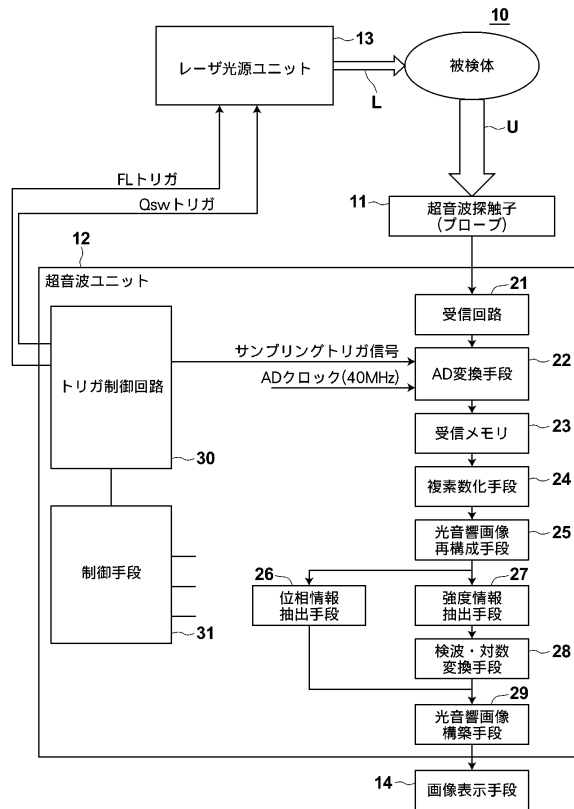 10
13
レーザ光源ユニット
被検体
L
U
FLトリガ
Qswトリガ
11
超音波探触子
(プローブ)
12
超音波ユニット
21
受信回路
サンプリングトリガ信号
22
AD変換手段
ADクロック(40MHz)
トリガ制御回路
30
23
受信メモリ
24
複素数化手段
25
光音響画像
再構成手段
制御手段
31
26
位相情報
抽出手段
27
強度情報
抽出手段
28
検波・対数
変換手段
29
光音響画像
構築手段
14
画像表示手段